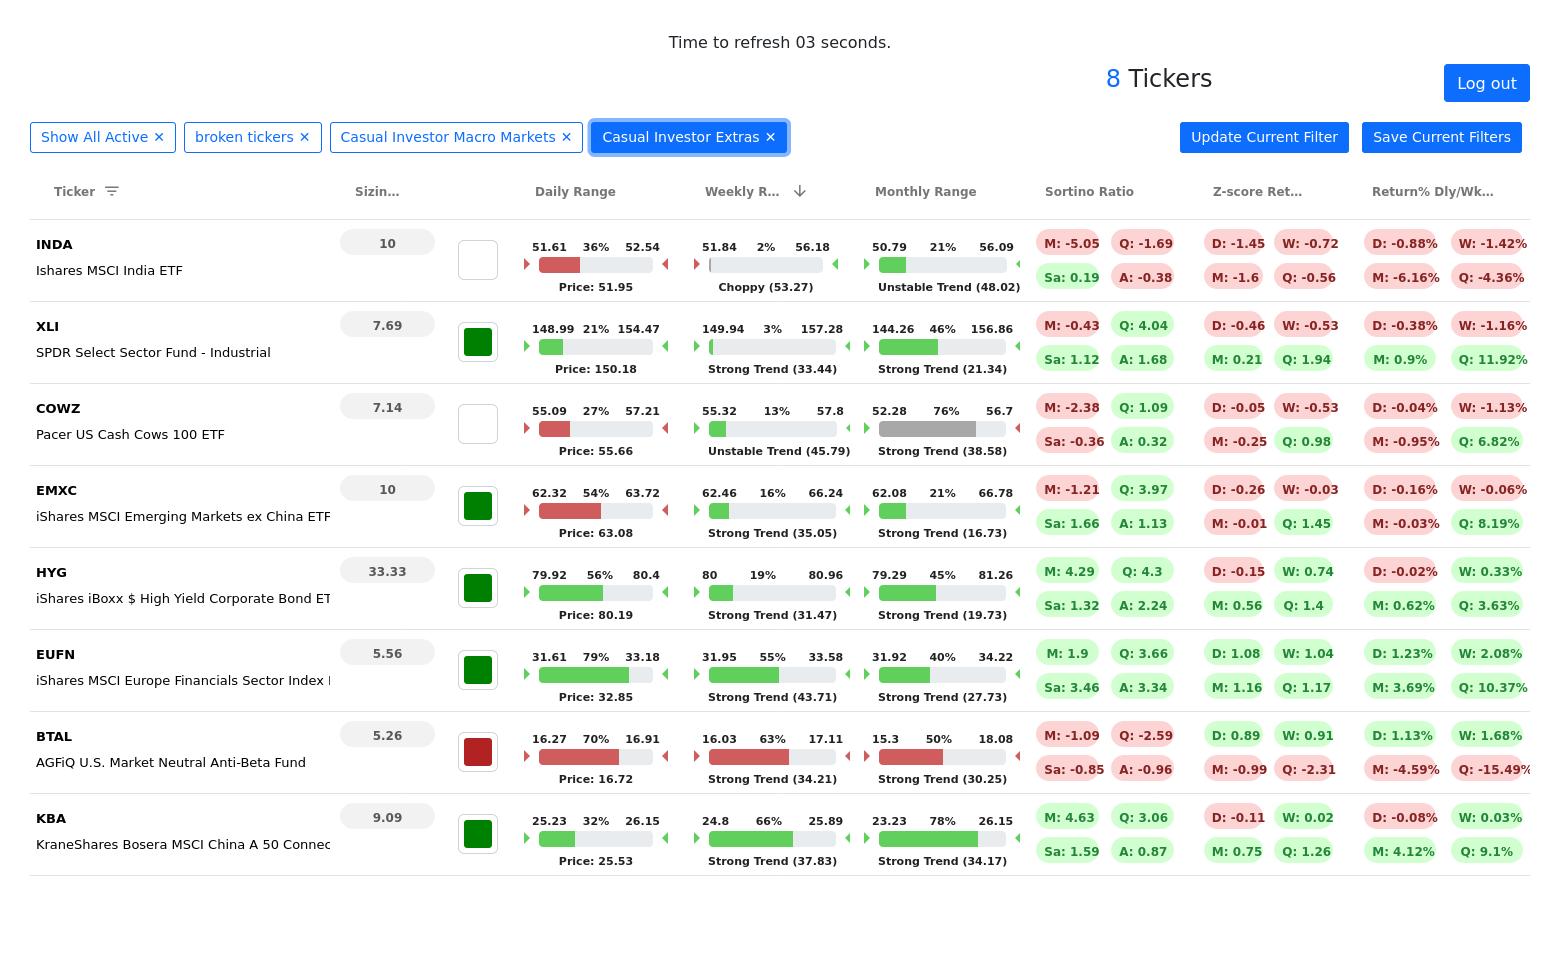 Time to refresh 03 seconds.
8 Tickers
Log out
Show All Active ✕ broken tickers ✕ Casual Investor Macro Markets ✕ Casual Investor Extras ✕ Update Current Filter Save Current Filters
Ticker Sizin... Daily Range Weekly R... Monthly Range Sortino Ratio Z-score Ret... Return% Dly/Wk...
INDA 10 51.61 36% 52.54 51.84 2% 56.18 50.79 21% 56.09 M: -5.05 Q: -1.69 D: -1.45 W: -0.72 D: -0.88% W: -1.42%
Ishares MSCI India ETF Price: 51.95 Choppy (53.27) Unstable Trend (48.02) Sa: 0.19 A: -0.38 M: -1.6 Q: -0.56 M: -6.16% Q: -4.36%
XLI 7.69 148.99 21% 154.47 149.94 3% 157.28 144.26 46% 156.86 M: -0.43 Q: 4.04 D: -0.46 W: -0.53 D: -0.38% W: -1.16%
SPDR Select Sector Fund - Industrial Price: 150.18 Strong Trend (33.44) Strong Trend (21.34) Sa: 1.12 A: 1.68 M: 0.21 Q: 1.94 M: 0.9% Q: 11.92%
COWZ 7.14 55.09 27% 57.21 55.32 13% 57.8 52.28 76% 56.7 M: -2.38 Q: 1.09 D: -0.05 W: -0.53 D: -0.04% W: -1.13%
Pacer US Cash Cows 100 ETF Price: 55.66 Unstable Trend (45.79) Strong Trend (38.58) Sa: -0.36 A: 0.32 M: -0.25 Q: 0.98 M: -0.95% Q: 6.82%
EMXC 10 62.32 54% 63.72 62.46 16% 66.24 62.08 21% 66.78 M: -1.21 Q: 3.97 D: -0.26 W: -0.03 D: -0.16% W: -0.06%
iShares MSCI Emerging Markets ex China ETF Price: 63.08 Strong Trend (35.05) Strong Trend (16.73) Sa: 1.66 A: 1.13 M: -0.01 Q: 1.45 M: -0.03% Q: 8.19%
HYG 33.33 79.92 56% 80.4 80 19% 80.96 79.29 45% 81.26 M: 4.29 Q: 4.3 D: -0.15 W: 0.74 D: -0.02% W: 0.33%
iShares iBoxx $ High Yield Corporate Bond ET Price: 80.19 Strong Trend (31.47) Strong Trend (19.73) Sa: 1.32 A: 2.24 M: 0.56 Q: 1.4 M: 0.62% Q: 3.63%
EUFN 5.56 31.61 79% 33.18 31.95 55% 33.58 31.92 40% 34.22 M: 1.9 Q: 3.66 D: 1.08 W: 1.04 D: 1.23% W: 2.08%
iShares MSCI Europe Financials Sector Index Price: 32.85 Strong Trend (43.71) Strong Trend (27.73) Sa: 3.46 A: 3.34 M: 1.16 Q: 1.17 M: 3.69% Q: 10.37%
BTAL 5.26 16.27 70% 16.91 16.03 63% 17.11 15.3 50% 18.08 M: -1.09 Q: -2.59 D: 0.89 W: 0.91 D: 1.13% W: 1.68%
AGFiQ U.S. Market Neutral Anti-Beta Fund Price: 16.72 Strong Trend (34.21) Strong Trend (30.25) Sa: -0.85 A: -0.96 M: -0.99 Q: -2.31 M: -4.59% Q: -15.49%
KBA 9.09 25.23 32% 26.15 24.8 66% 25.89 23.23 78% 26.15 M: 4.63 Q: 3.06 D: -0.11 W: 0.02 D: -0.08% W: 0.03%
KraneShares Bosera MSCI China A 50 Connec Price: 25.53 Strong Trend (37.83) Strong Trend (34.17) Sa: 1.59 A: 0.87 M: 0.75 Q: 1.26 M: 4.12% Q: 9.1%